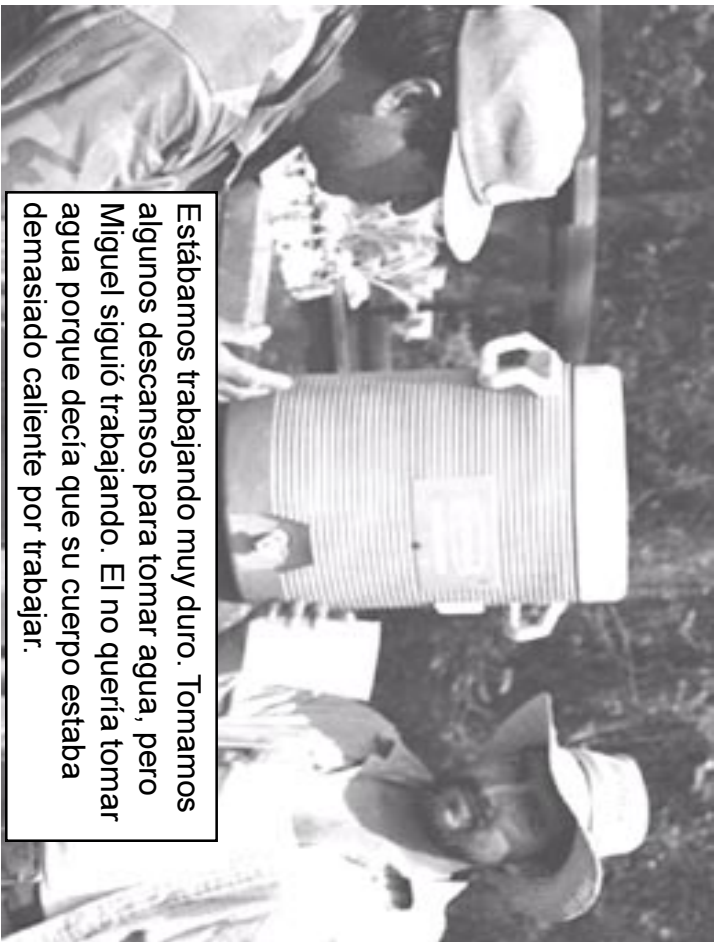 Estábamos trabajando muy duro. Tomamos
algunos descansos para tomar agua, pero
Miguel siguió trabajando. El no quería tomar
agua porque decía que su cuerpo estaba
demasiado caliente por trabajar.